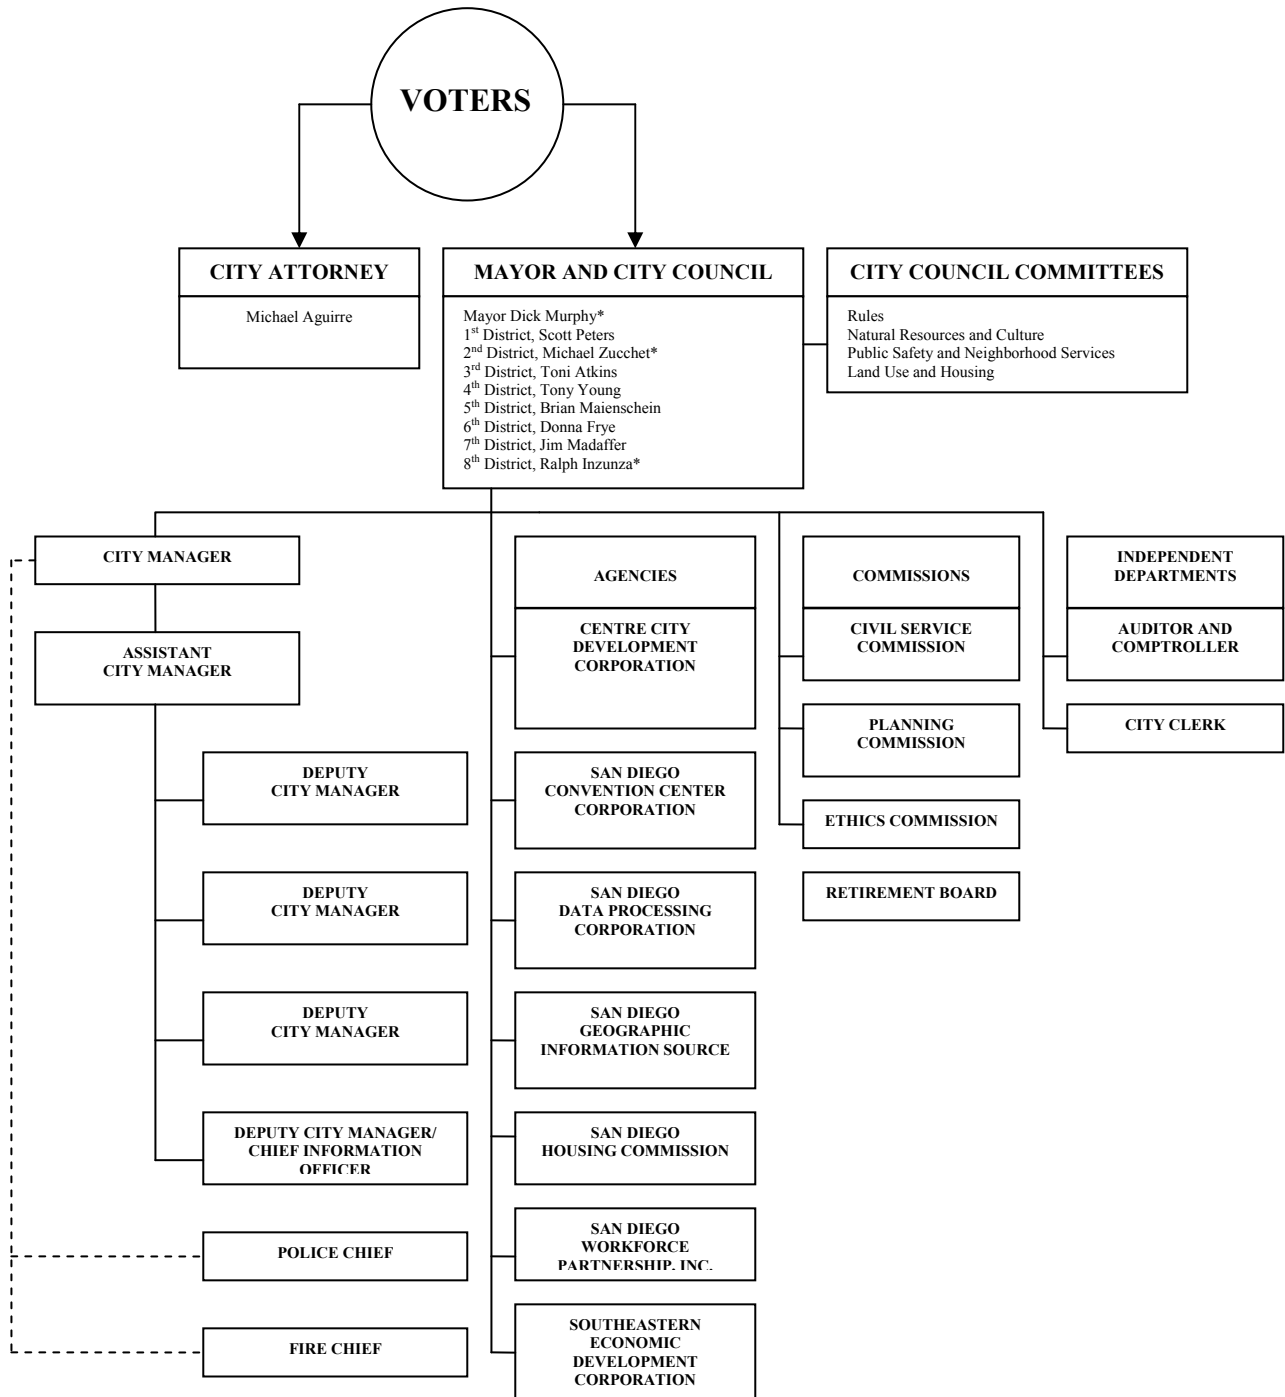 VOTERS
CITY ATTORNEY
Michael Aguirre
MAYOR AND CITY COUNCIL
Mayor Dick Murphy*
1st District, Scott Peters
2nd District, Michael Zucchet*
3rd District, Toni Atkins
4th District, Tony Young
5th District, Brian Maienschein
6th District, Donna Frye
7th District, Jim Madaffer
8th District, Ralph Inzunza*
CITY COUNCIL COMMITTEES
Rules
Natural Resources and Culture
Public Safety and Neighborhood Services
Land Use and Housing
CITY MANAGER
ASSISTANT
CITY MANAGER
DEPUTY
CITY MANAGER
DEPUTY
CITY MANAGER
DEPUTY
CITY MANAGER
DEPUTY CITY MANAGER/
CHIEF INFORMATION
OFFICER
POLICE CHIEF
FIRE CHIEF
AGENCIES
CENTRE CITY
DEVELOPMENT
CORPORATION
SAN DIEGO
CONVENTION CENTER
CORPORATION
SAN DIEGO
DATA PROCESSING
CORPORATION
SAN DIEGO
GEOGRAPHIC
INFORMATION SOURCE
SAN DIEGO
HOUSING COMMISSION
SAN DIEGO
WORKFORCE
PARTNERSHIP, INC.
SOUTHEASTERN
ECONOMIC
DEVELOPMENT
CORPORATION
COMMISSIONS
CIVIL SERVICE
COMMISSION
PLANNING
COMMISSION
ETHICS COMMISSION
RETIREMENT BOARD
INDEPENDENT
DEPARTMENTS
AUDITOR AND
COMPTROLLER
CITY CLERK